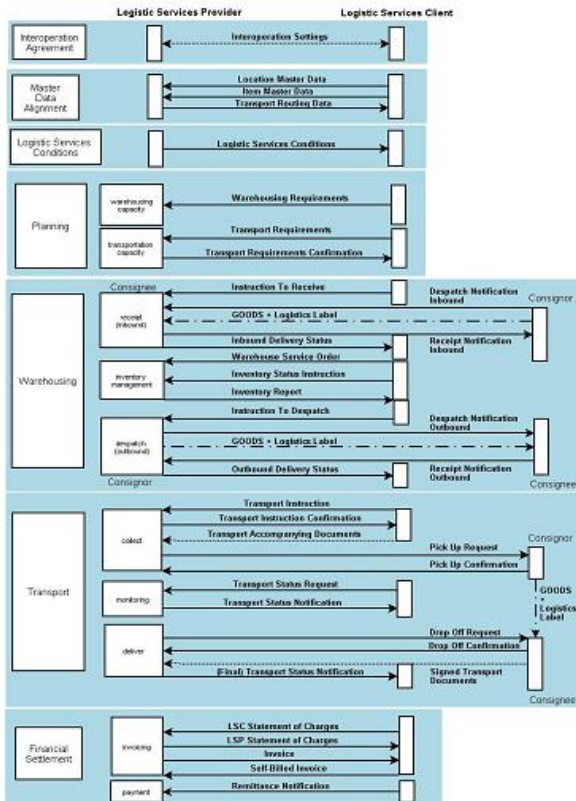 Logistic Services Provider
Logistic Services Client
Interoperation
Agreement
Interoperation Settings
Master
Data
Alignment
Location Master Data
Item Master Data
Transport Routing Data
Logistic Services
Conditions
Logistic Services Conditions
Planning
warehousing
capacity
Warehousing Requirements
transportation
capacity
Transport Requirements
Transport Requirements Confirmation
Warehousing
Consignee
receipt
(inbound)
Instruction To Receive
Despatch Notification
Inbound
Consignor
GOODS + Logistics Label
Inbound Delivery Status
Receipt Notification
Inbound
inventory
management
Warehouse Service Order
Inventory Status Instruction
Inventory Report
Instruction To Despatch
Despatch Notification
Outbound
despatch
(outbound)
GOODS + Logistics Label
Outbound Delivery Status
Receipt Notification
Outbound
Consignor
Consignee
Transport
collect
Transport Instruction
Transport Instruction Confirmation
Transport Accompanying Documents
Consignor
Pick Up Request
Pick Up Confirmation
monitoring
Transport Status Request
Transport Status Notification
GOODS
+
Logistics
Label
deliver
Drop Off Request
Drop Off Confirmation
(Final) Transport Status Notification
Signed Transport
Documents
Consignee
Financial
Settlement
invoicing
LSC Statement of Charges
LSP Statement of Charges
Invoice
Self-Billed Invoice
payment
Remittance Notification